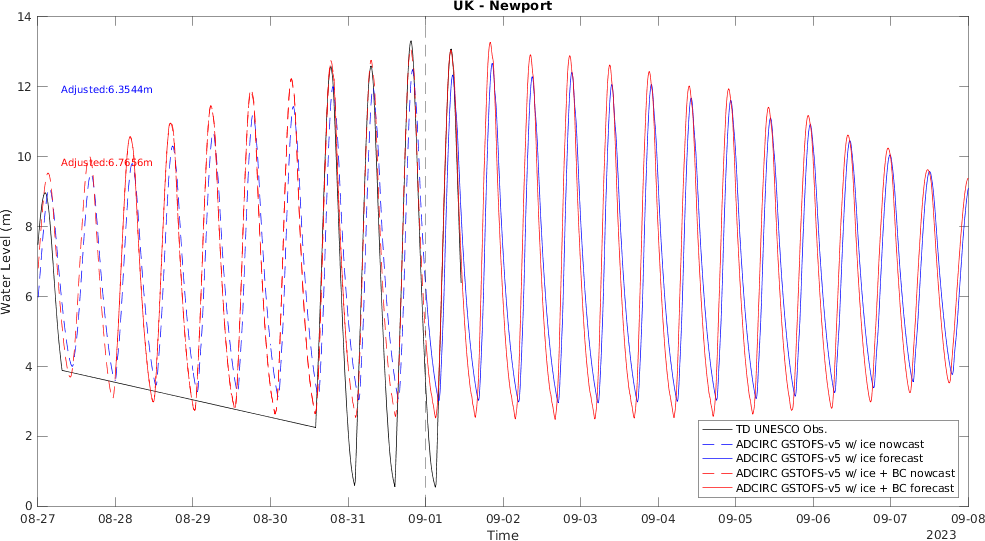 UK - Newport
14
12
10
8
6
4
2
0
Water Level (m)
Adjusted:6.3544m
Adjusted:6.7656m
TD UNESCO Obs.
ADCIRC GSTOFS-v5 w/ ice nowcast
ADCIRC GSTOFS-v5 w/ ice forecast
ADCIRC GSTOFS-v5 w/ ice + BC nowcast
ADCIRC GSTOFS-v5 w/ ice + BC forecast
08-27 08-28 08-29 08-30 08-31 09-01 09-02 09-03 09-04 09-05 09-06 09-07 09-08
Time
2023